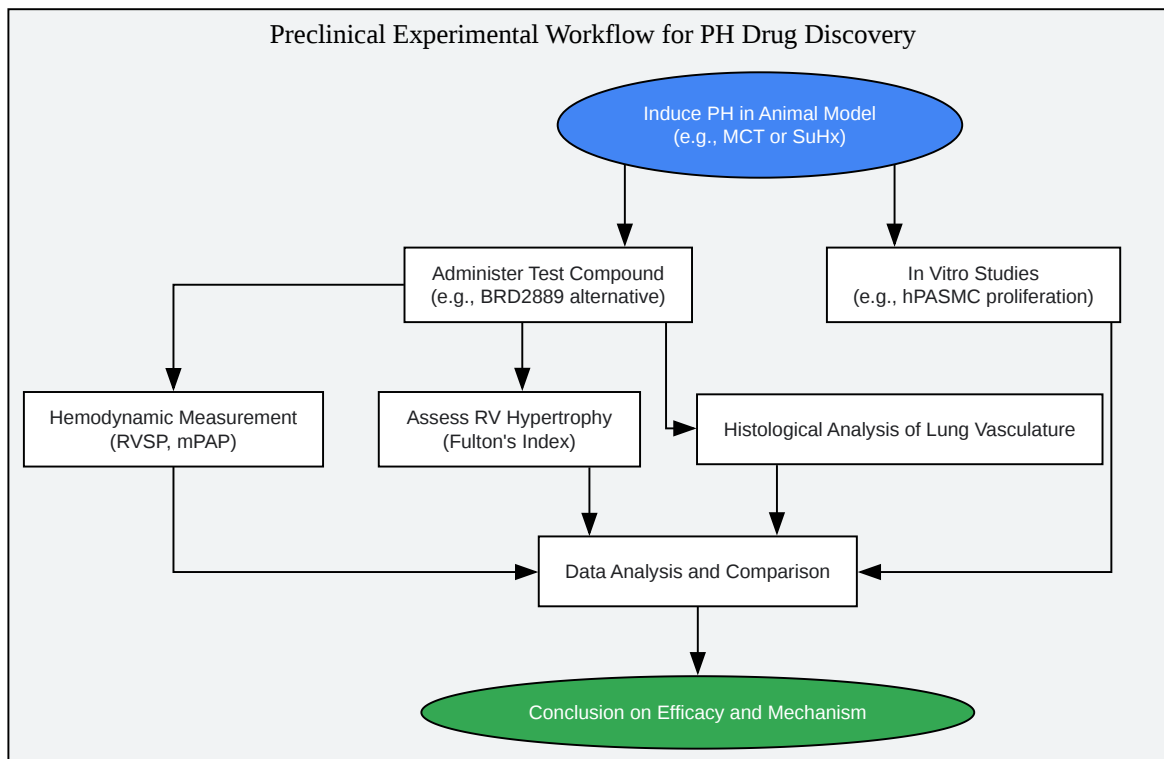 Preclinical Experimental Workflow for PH Drug Discovery
Induce PH in Animal Model
(e.g., MCT or SuHx)
Administer Test Compound
(e.g., BRD2889 alternative)
In Vitro Studies
(e.g., hPASMC proliferation)
Hemodynamic Measurement
(RVSP, mPAP)
Assess RV Hypertrophy
(Fulton's Index)
Histological Analysis of Lung Vasculature
Data Analysis and Comparison
Conclusion on Efficacy and Mechanism